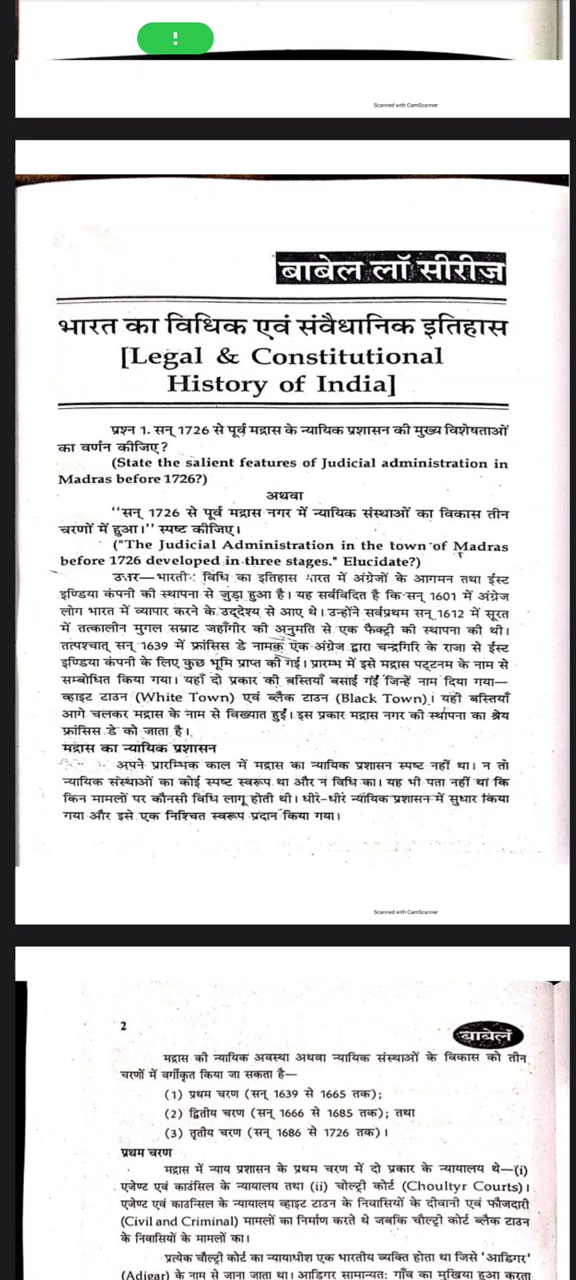 Scanned with CamScanner
बाबेल लॉ सीरीज
भारत का विधिक एवं संवैधानिक इतिहास
[Legal & Constitutional
History of India]
प्रश्न 1. सन् 1726 से पूर्व मद्रास के न्यायिक प्रशासन की मुख्य विशेषताओं
का वर्णन कीजिए?
(State the salient features of Judicial administration in
Madras before 1726?)
अथवा
"सन् 1726 से पूर्व मद्रास नगर में न्यायिक संस्थाओं का विकास तीन
चरणों में हुआ।" स्पष्ट कीजिए।
("The Judicial Administration in the town of Madras
before 1726 developed in three stages." Elucidate?)
उत्तर—भारतीय विधि का इतिहास भारत में अंग्रेजों के आगमन तथा ईस्ट
इण्डिया कंपनी की स्थापना से जुड़ा हुआ है। यह सर्वविदित है कि सन् 1601 में अंग्रेज
लोग भारत में व्यापार करने के उद्देश्य से आए थे। उन्होंने सर्वप्रथम सन् 1612 में सूरत
में तत्कालीन मुगल सम्राट जहाँगीर की अनुमति से एक फैक्ट्री की स्थापना की थी।
तत्पश्चात् सन् 1639 में फ्रांसिस डे नामक एक अंग्रेज द्वारा चन्द्रगिरि के राजा से ईस्ट
इण्डिया कंपनी के लिए कुछ भूमि प्राप्त की गई। प्रारम्भ में इसे मद्रास पट्टनम के नाम से
सम्बोधित किया गया। यहाँ दो प्रकार की बस्तियाँ बसाई गईं जिन्हें नाम दिया गया—
व्हाइट टाउन (White Town) एवं ब्लैक टाउन (Black Town)। यही बस्तियाँ
आगे चलकर मद्रास के नाम से विख्यात हुईं। इस प्रकार मद्रास नगर की स्थापना का श्रेय
फ्रांसिस डे को जाता है।
मद्रास का न्यायिक प्रशासन
अपने प्रारम्भिक काल में मद्रास का न्यायिक प्रशासन स्पष्ट नहीं था। न तो
न्यायिक संस्थाओं का कोई स्पष्ट स्वरूप था और न विधि का। यह भी पता नहीं था कि
किन मामलों पर कौनसी विधि लागू होती थी। धीरे-धीरे न्यायिक प्रशासन में सुधार किया
गया और इसे एक निश्चित स्वरूप प्रदान किया गया।
Scanned with CamScanner
2
बाबेल
मद्रास की न्यायिक अवस्था अथवा न्यायिक संस्थाओं के विकास को तीन
चरणों में वर्गीकृत किया जा सकता है—
(1) प्रथम चरण (सन् 1639 से 1665 तक);
(2) द्वितीय चरण (सन् 1666 से 1685 तक); तथा
(3) तृतीय चरण (सन् 1686 से 1726 तक)।
प्रथम चरण
मद्रास में न्याय प्रशासन के प्रथम चरण में दो प्रकार के न्यायालय थे—(i)
एजेण्ट एवं काउंसिल के न्यायालय तथा (ii) चोल्ट्री कोर्ट (Choultyr Courts)।
एजेण्ट एवं काउन्सिल के न्यायालय व्हाइट टाउन के निवासियों के दीवानी एवं फौजदारी
(Civil and Criminal) मामलों का निर्माण करते थे जबकि चौल्ट्री कोर्ट ब्लैक टाउन
के निवासियों के मामलों का।
प्रत्येक चौल्ट्री कोर्ट का न्यायाधीश एक भारतीय व्यक्ति होता था जिसे 'आडिगर'
(Adigar) के नाम से जाना जाता था। आडिगर सामान्यत: गाँव का मुखिया हुआ करता